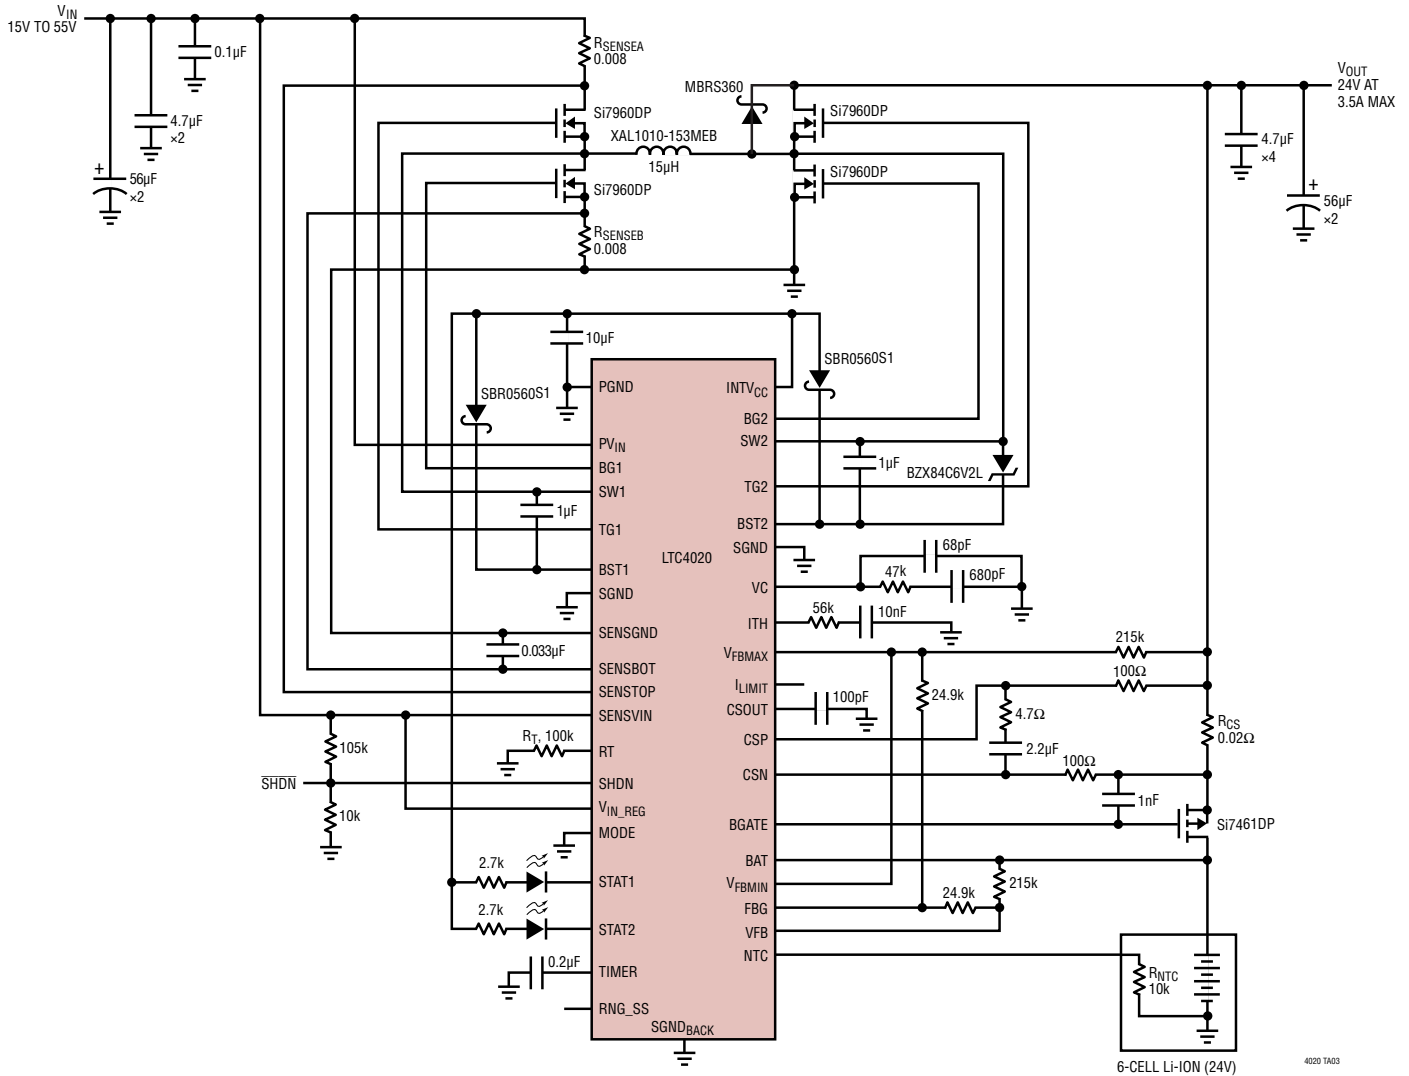 VIN
15V TO 55V
0.1µF
4.7µF
×2
+
56µF
×2
RSENSEA
0.008
Si7960DP
XAL1010-153MEB
15µH
Si7960DP
RSENSEB
0.008
MBRS360
Si7960DP
Si7960DP
VOUT
24V AT
3.5A MAX
4.7µF
×4
+
56µF
×2
10µF
SBR0560S1
SBR0560S1
1µF
1µF
BZX84C6V2L
LTC4020
PGND
PVIN
BG1
SW1
TG1
BST1
SGND
SENSGND
SENSBOT
SENSTOP
SENSVIN
RT
SHDN
VIN_REG
MODE
STAT1
STAT2
TIMER
RNG_SS
SGNDBACK
INTVCC
BG2
SW2
TG2
BST2
SGND
VC
ITH
VFBMAX
ILIMIT
CSOUT
CSP
CSN
BGATE
BAT
VFBMIN
FBG
VFB
NTC
0.033µF
105k
SHDN
10k
RT, 100k
2.7k
2.7k
0.2µF
68pF
47k
680pF
56k
10nF
215k
100Ω
24.9k
100pF
4.7Ω
2.2µF
RCS
0.02Ω
100Ω
1nF
Si7461DP
215k
24.9k
RNTC
10k
6-CELL Li-ION (24V)
4020 TA03